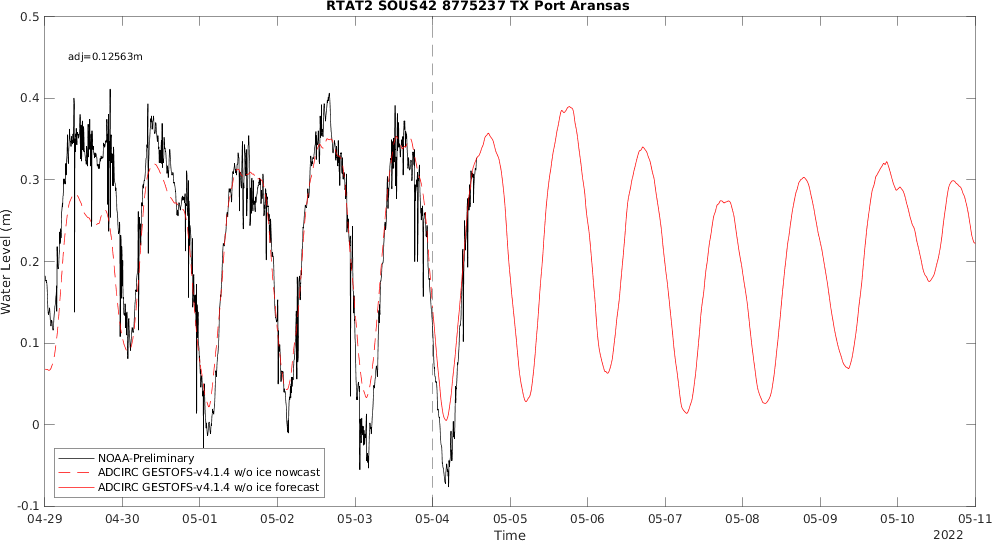 RTAT2 SOUS42 8775237 TX Port Aransas
adj=0.12563m
0.5
0.4
0.3
0.2
0.1
0
-0.1
Water Level (m)
NOAA-Preliminary
ADCIRC GESTOFS-v4.1.4 w/o ice nowcast
ADCIRC GESTOFS-v4.1.4 w/o ice forecast
04-29 04-30 05-01 05-02 05-03 05-04 05-05 05-06 05-07 05-08 05-09 05-10 05-11
Time
2022